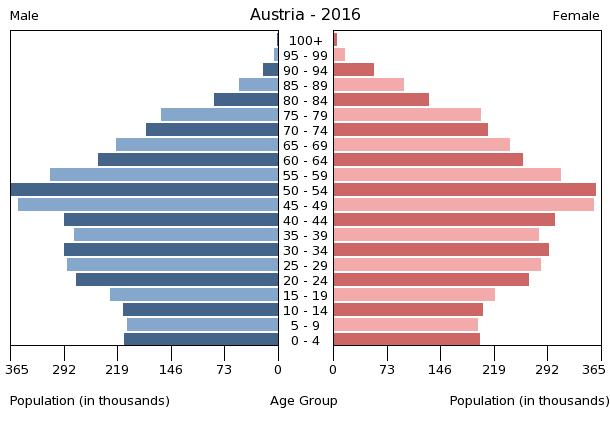 Male Austria - 2016 Female
100+
95 - 99
90 - 94
85 - 89
80 - 84
75 - 79
70 - 74
65 - 69
60 - 64
55 - 59
50 - 54
45 - 49
40 - 44
35 - 39
30 - 34
25 - 29
20 - 24
15 - 19
10 - 14
5 - 9
0 - 4
365 292 219 146 73 0 0 73 146 219 292 365
Population (in thousands) Age Group Population (in thousands)